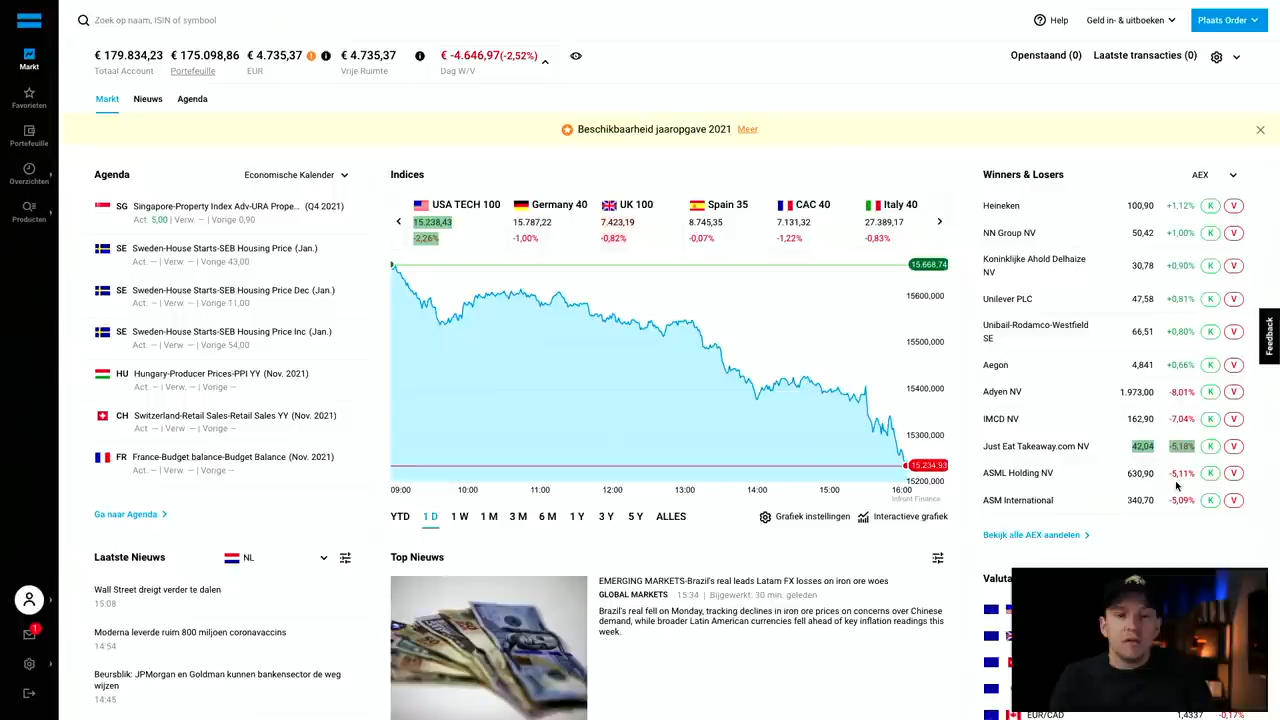 Zoek op naam, ISIN of symbool
Help
Geld in- & uitboeken
Plaats Order
€ 179.834,23
Totaal Account
€ 175.098,86
Portefeuille
€ 4.735,37
EUR
€ 4.735,37
Vrije Ruimte
€ -4.646,97(-2,52%)
Dag W/V
Openstaand (0)
Laatste transacties (0)
Markt
Favorieten
Portefeuille
Overzichten
Producten
1
Markt
Nieuws
Agenda
Beschikbaarheid jaaropgave 2021 Meer
Agenda
Economische Kalender
SG Singapore-Property Index Adv-URA Prope... (Q4 2021)
Act. 5,00 | Verw. — | Vorige 0,90
SE Sweden-House Starts-SEB Housing Price (Jan.)
Act. — | Verw. — | Vorige 43,00
SE Sweden-House Starts-SEB Housing Price Dec (Jan.)
Act. — | Verw. — | Vorige 11,00
SE Sweden-House Starts-SEB Housing Price Inc (Jan.)
Act. — | Verw. — | Vorige 54,00
HU Hungary-Producer Prices-PPI YY (Nov. 2021)
Act. — | Verw. — | Vorige —
CH Switzerland-Retail Sales-Retail Sales YY (Nov. 2021)
Act. — | Verw. — | Vorige —
FR France-Budget balance-Budget Balance (Nov. 2021)
Act. — | Verw. — | Vorige —
Ga naar Agenda
Indices
USA TECH 100
15.238,43
-2,26%
Germany 40
15.787,22
-1,00%
UK 100
7.423,19
-0,82%
Spain 35
8.745,35
-0,07%
CAC 40
7.131,32
-1,22%
Italy 40
27.389,17
-0,83%
15.668,74
15600,000
15500,000
15400,000
15300,000
15.234,93
15200,000
09:00 10:00 11:00 12:00 13:00 14:00 15:00 16:00
Infront Finance
YTD 1 D 1 W 1 M 3 M 6 M 1 Y 3 Y 5 Y ALLES
Grafiek instellingen
Interactieve grafiek
Winners & Losers
AEX
Heineken 100,90 +1,12% K V
NN Group NV 50,42 +1,00% K V
Koninklijke Ahold Delhaize
NV 30,78 +0,90% K V
Unilever PLC 47,58 +0,81% K V
Unibail-Rodamco-Westfield
SE 66,51 +0,80% K V
Aegon 4,841 +0,66% K V
Adyen NV 1.973,00 -8,01% K V
IMCD NV 162,90 -7,04% K V
Just Eat Takeaway.com NV 42,04 -5,18% K V
ASML Holding NV 630,90 -5,11% K V
ASM International 340,70 -5,09% K V
Bekijk alle AEX aandelen
Feedback
Laatste Nieuws
NL
Wall Street dreigt verder te dalen
15:08
Moderna leverde ruim 800 miljoen coronavaccins
14:54
Beursblik: JPMorgan en Goldman kunnen bankensector de weg
wijzen
14:45
Top Nieuws
EMERGING MARKETS-Brazil's real leads Latam FX losses on iron ore woes
GLOBAL MARKETS 15:34 | Bijgewerkt: 30 min. geleden
Brazil's real fell on Monday, tracking declines in iron ore prices on concerns over Chinese
demand, while broader Latin American currencies fell ahead of key inflation readings this
week.
Valuta
EUR/CAD 1,4337 -0,17%